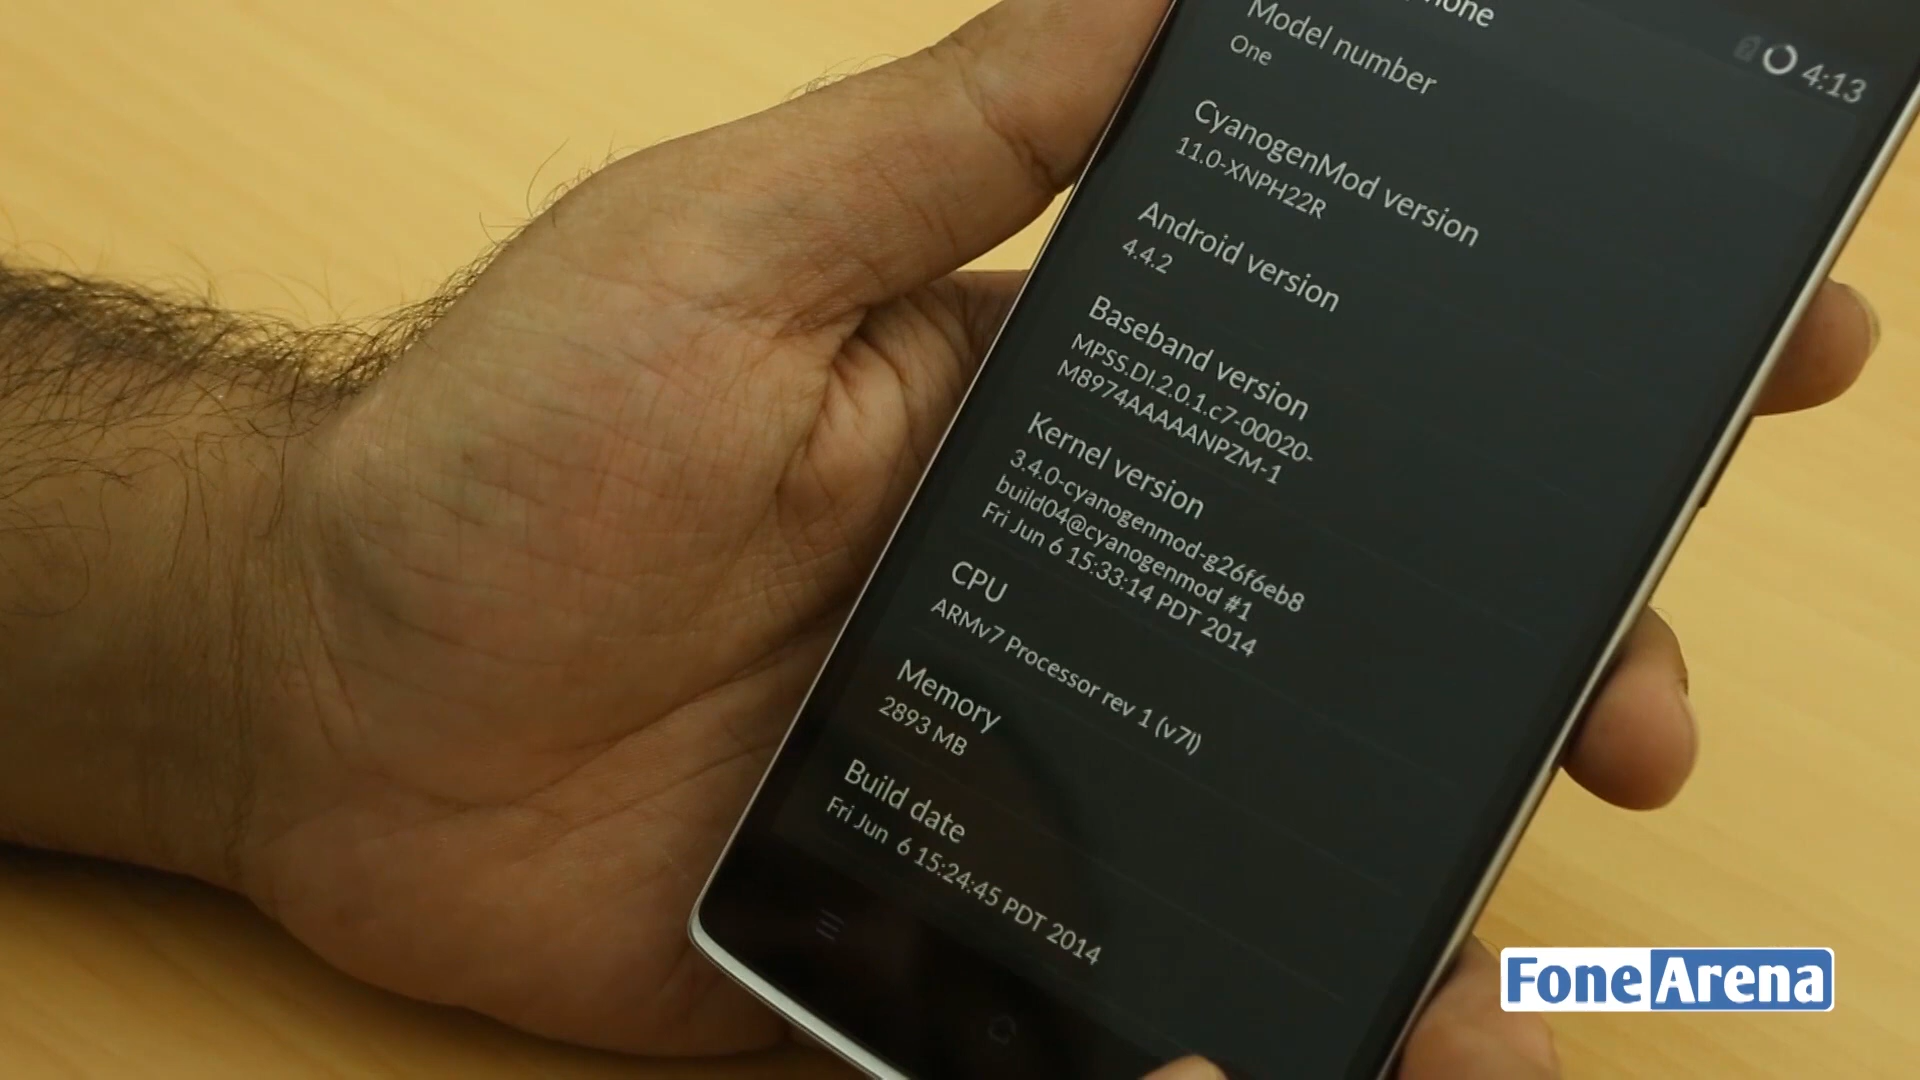 4:13
Model number
One
CyanogenMod version
11.0-XNPH22R
Android version
4.4.2
Baseband version
MPSS.DI.2.0.1.c7-00020-
M8974AAAAANPZM-1
Kernel version
3.4.0-cyanogenmod-g26f6eb8
build04@cyanogenmod #1
Fri Jun 6 15:33:14 PDT 2014
CPU
ARMv7 Processor rev 1 (v7l)
Memory
2893 MB
Build date
Fri Jun  6 15:24:45 PDT 2014
FoneArena